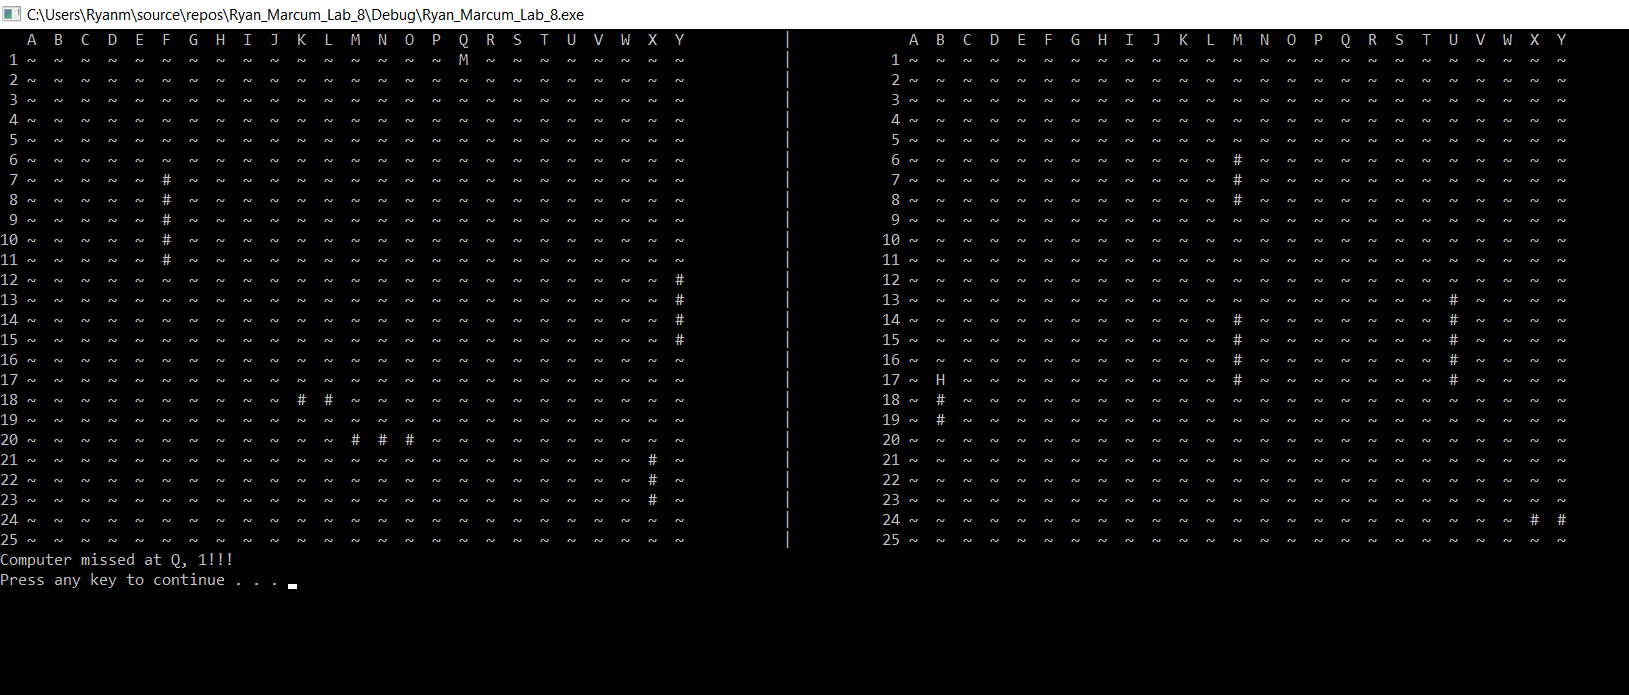 C:\Users\Ryanm\source\repos\Ryan_Marcum_Lab_8\Debug\Ryan_Marcum_Lab_8.exe
A B C D E F G H I J K L M N O P Q R S T U V W X Y | A B C D E F G H I J K L M N O P Q R S T U V W X Y
1 ~ ~ ~ ~ ~ ~ ~ ~ ~ ~ ~ ~ ~ ~ ~ ~ M ~ ~ ~ ~ ~ ~ ~ ~ | 1 ~ ~ ~ ~ ~ ~ ~ ~ ~ ~ ~ ~ ~ ~ ~ ~ ~ ~ ~ ~ ~ ~ ~ ~ ~
2 ~ ~ ~ ~ ~ ~ ~ ~ ~ ~ ~ ~ ~ ~ ~ ~ ~ ~ ~ ~ ~ ~ ~ ~ ~ | 2 ~ ~ ~ ~ ~ ~ ~ ~ ~ ~ ~ ~ ~ ~ ~ ~ ~ ~ ~ ~ ~ ~ ~ ~ ~
3 ~ ~ ~ ~ ~ ~ ~ ~ ~ ~ ~ ~ ~ ~ ~ ~ ~ ~ ~ ~ ~ ~ ~ ~ ~ | 3 ~ ~ ~ ~ ~ ~ ~ ~ ~ ~ ~ ~ ~ ~ ~ ~ ~ ~ ~ ~ ~ ~ ~ ~ ~
4 ~ ~ ~ ~ ~ ~ ~ ~ ~ ~ ~ ~ ~ ~ ~ ~ ~ ~ ~ ~ ~ ~ ~ ~ ~ | 4 ~ ~ ~ ~ ~ ~ ~ ~ ~ ~ ~ ~ ~ ~ ~ ~ ~ ~ ~ ~ ~ ~ ~ ~ ~
5 ~ ~ ~ ~ ~ ~ ~ ~ ~ ~ ~ ~ ~ ~ ~ ~ ~ ~ ~ ~ ~ ~ ~ ~ ~ | 5 ~ ~ ~ ~ ~ ~ ~ ~ ~ ~ ~ ~ ~ ~ ~ ~ ~ ~ ~ ~ ~ ~ ~ ~ ~
6 ~ ~ ~ ~ ~ ~ ~ ~ ~ ~ ~ ~ ~ ~ ~ ~ ~ ~ ~ ~ ~ ~ ~ ~ ~ | 6 ~ ~ ~ ~ ~ ~ ~ ~ ~ ~ ~ ~ # ~ ~ ~ ~ ~ ~ ~ ~ ~ ~ ~ ~
7 ~ ~ ~ ~ ~ # ~ ~ ~ ~ ~ ~ ~ ~ ~ ~ ~ ~ ~ ~ ~ ~ ~ ~ ~ | 7 ~ ~ ~ ~ ~ ~ ~ ~ ~ ~ ~ ~ # ~ ~ ~ ~ ~ ~ ~ ~ ~ ~ ~ ~
8 ~ ~ ~ ~ ~ # ~ ~ ~ ~ ~ ~ ~ ~ ~ ~ ~ ~ ~ ~ ~ ~ ~ ~ ~ | 8 ~ ~ ~ ~ ~ ~ ~ ~ ~ ~ ~ ~ # ~ ~ ~ ~ ~ ~ ~ ~ ~ ~ ~ ~
9 ~ ~ ~ ~ ~ # ~ ~ ~ ~ ~ ~ ~ ~ ~ ~ ~ ~ ~ ~ ~ ~ ~ ~ ~ | 9 ~ ~ ~ ~ ~ ~ ~ ~ ~ ~ ~ ~ ~ ~ ~ ~ ~ ~ ~ ~ ~ ~ ~ ~ ~
10 ~ ~ ~ ~ ~ # ~ ~ ~ ~ ~ ~ ~ ~ ~ ~ ~ ~ ~ ~ ~ ~ ~ ~ ~ | 10 ~ ~ ~ ~ ~ ~ ~ ~ ~ ~ ~ ~ ~ ~ ~ ~ ~ ~ ~ ~ ~ ~ ~ ~ ~
11 ~ ~ ~ ~ ~ # ~ ~ ~ ~ ~ ~ ~ ~ ~ ~ ~ ~ ~ ~ ~ ~ ~ ~ ~ | 11 ~ ~ ~ ~ ~ ~ ~ ~ ~ ~ ~ ~ ~ ~ ~ ~ ~ ~ ~ ~ ~ ~ ~ ~ ~
12 ~ ~ ~ ~ ~ ~ ~ ~ ~ ~ ~ ~ ~ ~ ~ ~ ~ ~ ~ ~ ~ ~ ~ ~ # | 12 ~ ~ ~ ~ ~ ~ ~ ~ ~ ~ ~ ~ ~ ~ ~ ~ ~ ~ ~ ~ ~ ~ ~ ~ ~
13 ~ ~ ~ ~ ~ ~ ~ ~ ~ ~ ~ ~ ~ ~ ~ ~ ~ ~ ~ ~ ~ ~ ~ ~ # | 13 ~ ~ ~ ~ ~ ~ ~ ~ ~ ~ ~ ~ ~ ~ ~ ~ ~ ~ ~ ~ # ~ ~ ~ ~
14 ~ ~ ~ ~ ~ ~ ~ ~ ~ ~ ~ ~ ~ ~ ~ ~ ~ ~ ~ ~ ~ ~ ~ ~ # | 14 ~ ~ ~ ~ ~ ~ ~ ~ ~ ~ ~ ~ # ~ ~ ~ ~ ~ ~ ~ # ~ ~ ~ ~
15 ~ ~ ~ ~ ~ ~ ~ ~ ~ ~ ~ ~ ~ ~ ~ ~ ~ ~ ~ ~ ~ ~ ~ ~ # | 15 ~ ~ ~ ~ ~ ~ ~ ~ ~ ~ ~ ~ # ~ ~ ~ ~ ~ ~ ~ # ~ ~ ~ ~
16 ~ ~ ~ ~ ~ ~ ~ ~ ~ ~ ~ ~ ~ ~ ~ ~ ~ ~ ~ ~ ~ ~ ~ ~ ~ | 16 ~ ~ ~ ~ ~ ~ ~ ~ ~ ~ ~ ~ # ~ ~ ~ ~ ~ ~ ~ # ~ ~ ~ ~
17 ~ ~ ~ ~ ~ ~ ~ ~ ~ ~ ~ ~ ~ ~ ~ ~ ~ ~ ~ ~ ~ ~ ~ ~ ~ | 17 ~ H ~ ~ ~ ~ ~ ~ ~ ~ ~ ~ # ~ ~ ~ ~ ~ ~ ~ # ~ ~ ~ ~
18 ~ ~ ~ ~ ~ ~ ~ ~ ~ ~ # # ~ ~ ~ ~ ~ ~ ~ ~ ~ ~ ~ ~ ~ | 18 ~ # ~ ~ ~ ~ ~ ~ ~ ~ ~ ~ ~ ~ ~ ~ ~ ~ ~ ~ ~ ~ ~ ~ ~
19 ~ ~ ~ ~ ~ ~ ~ ~ ~ ~ ~ ~ ~ ~ ~ ~ ~ ~ ~ ~ ~ ~ ~ ~ ~ | 19 ~ # ~ ~ ~ ~ ~ ~ ~ ~ ~ ~ ~ ~ ~ ~ ~ ~ ~ ~ ~ ~ ~ ~ ~
20 ~ ~ ~ ~ ~ ~ ~ ~ ~ ~ ~ ~ # # # ~ ~ ~ ~ ~ ~ ~ ~ ~ ~ | 20 ~ ~ ~ ~ ~ ~ ~ ~ ~ ~ ~ ~ ~ ~ ~ ~ ~ ~ ~ ~ ~ ~ ~ ~ ~
21 ~ ~ ~ ~ ~ ~ ~ ~ ~ ~ ~ ~ ~ ~ ~ ~ ~ ~ ~ ~ ~ ~ ~ # ~ | 21 ~ ~ ~ ~ ~ ~ ~ ~ ~ ~ ~ ~ ~ ~ ~ ~ ~ ~ ~ ~ ~ ~ ~ ~ ~
22 ~ ~ ~ ~ ~ ~ ~ ~ ~ ~ ~ ~ ~ ~ ~ ~ ~ ~ ~ ~ ~ ~ ~ # ~ | 22 ~ ~ ~ ~ ~ ~ ~ ~ ~ ~ ~ ~ ~ ~ ~ ~ ~ ~ ~ ~ ~ ~ ~ ~ ~
23 ~ ~ ~ ~ ~ ~ ~ ~ ~ ~ ~ ~ ~ ~ ~ ~ ~ ~ ~ ~ ~ ~ ~ # ~ | 23 ~ ~ ~ ~ ~ ~ ~ ~ ~ ~ ~ ~ ~ ~ ~ ~ ~ ~ ~ ~ ~ ~ ~ ~ ~
24 ~ ~ ~ ~ ~ ~ ~ ~ ~ ~ ~ ~ ~ ~ ~ ~ ~ ~ ~ ~ ~ ~ ~ ~ ~ | 24 ~ ~ ~ ~ ~ ~ ~ ~ ~ ~ ~ ~ ~ ~ ~ ~ ~ ~ ~ ~ ~ ~ ~ # #
25 ~ ~ ~ ~ ~ ~ ~ ~ ~ ~ ~ ~ ~ ~ ~ ~ ~ ~ ~ ~ ~ ~ ~ ~ ~ | 25 ~ ~ ~ ~ ~ ~ ~ ~ ~ ~ ~ ~ ~ ~ ~ ~ ~ ~ ~ ~ ~ ~ ~ ~ ~
Computer missed at Q, 1!!!
Press any key to continue . . .